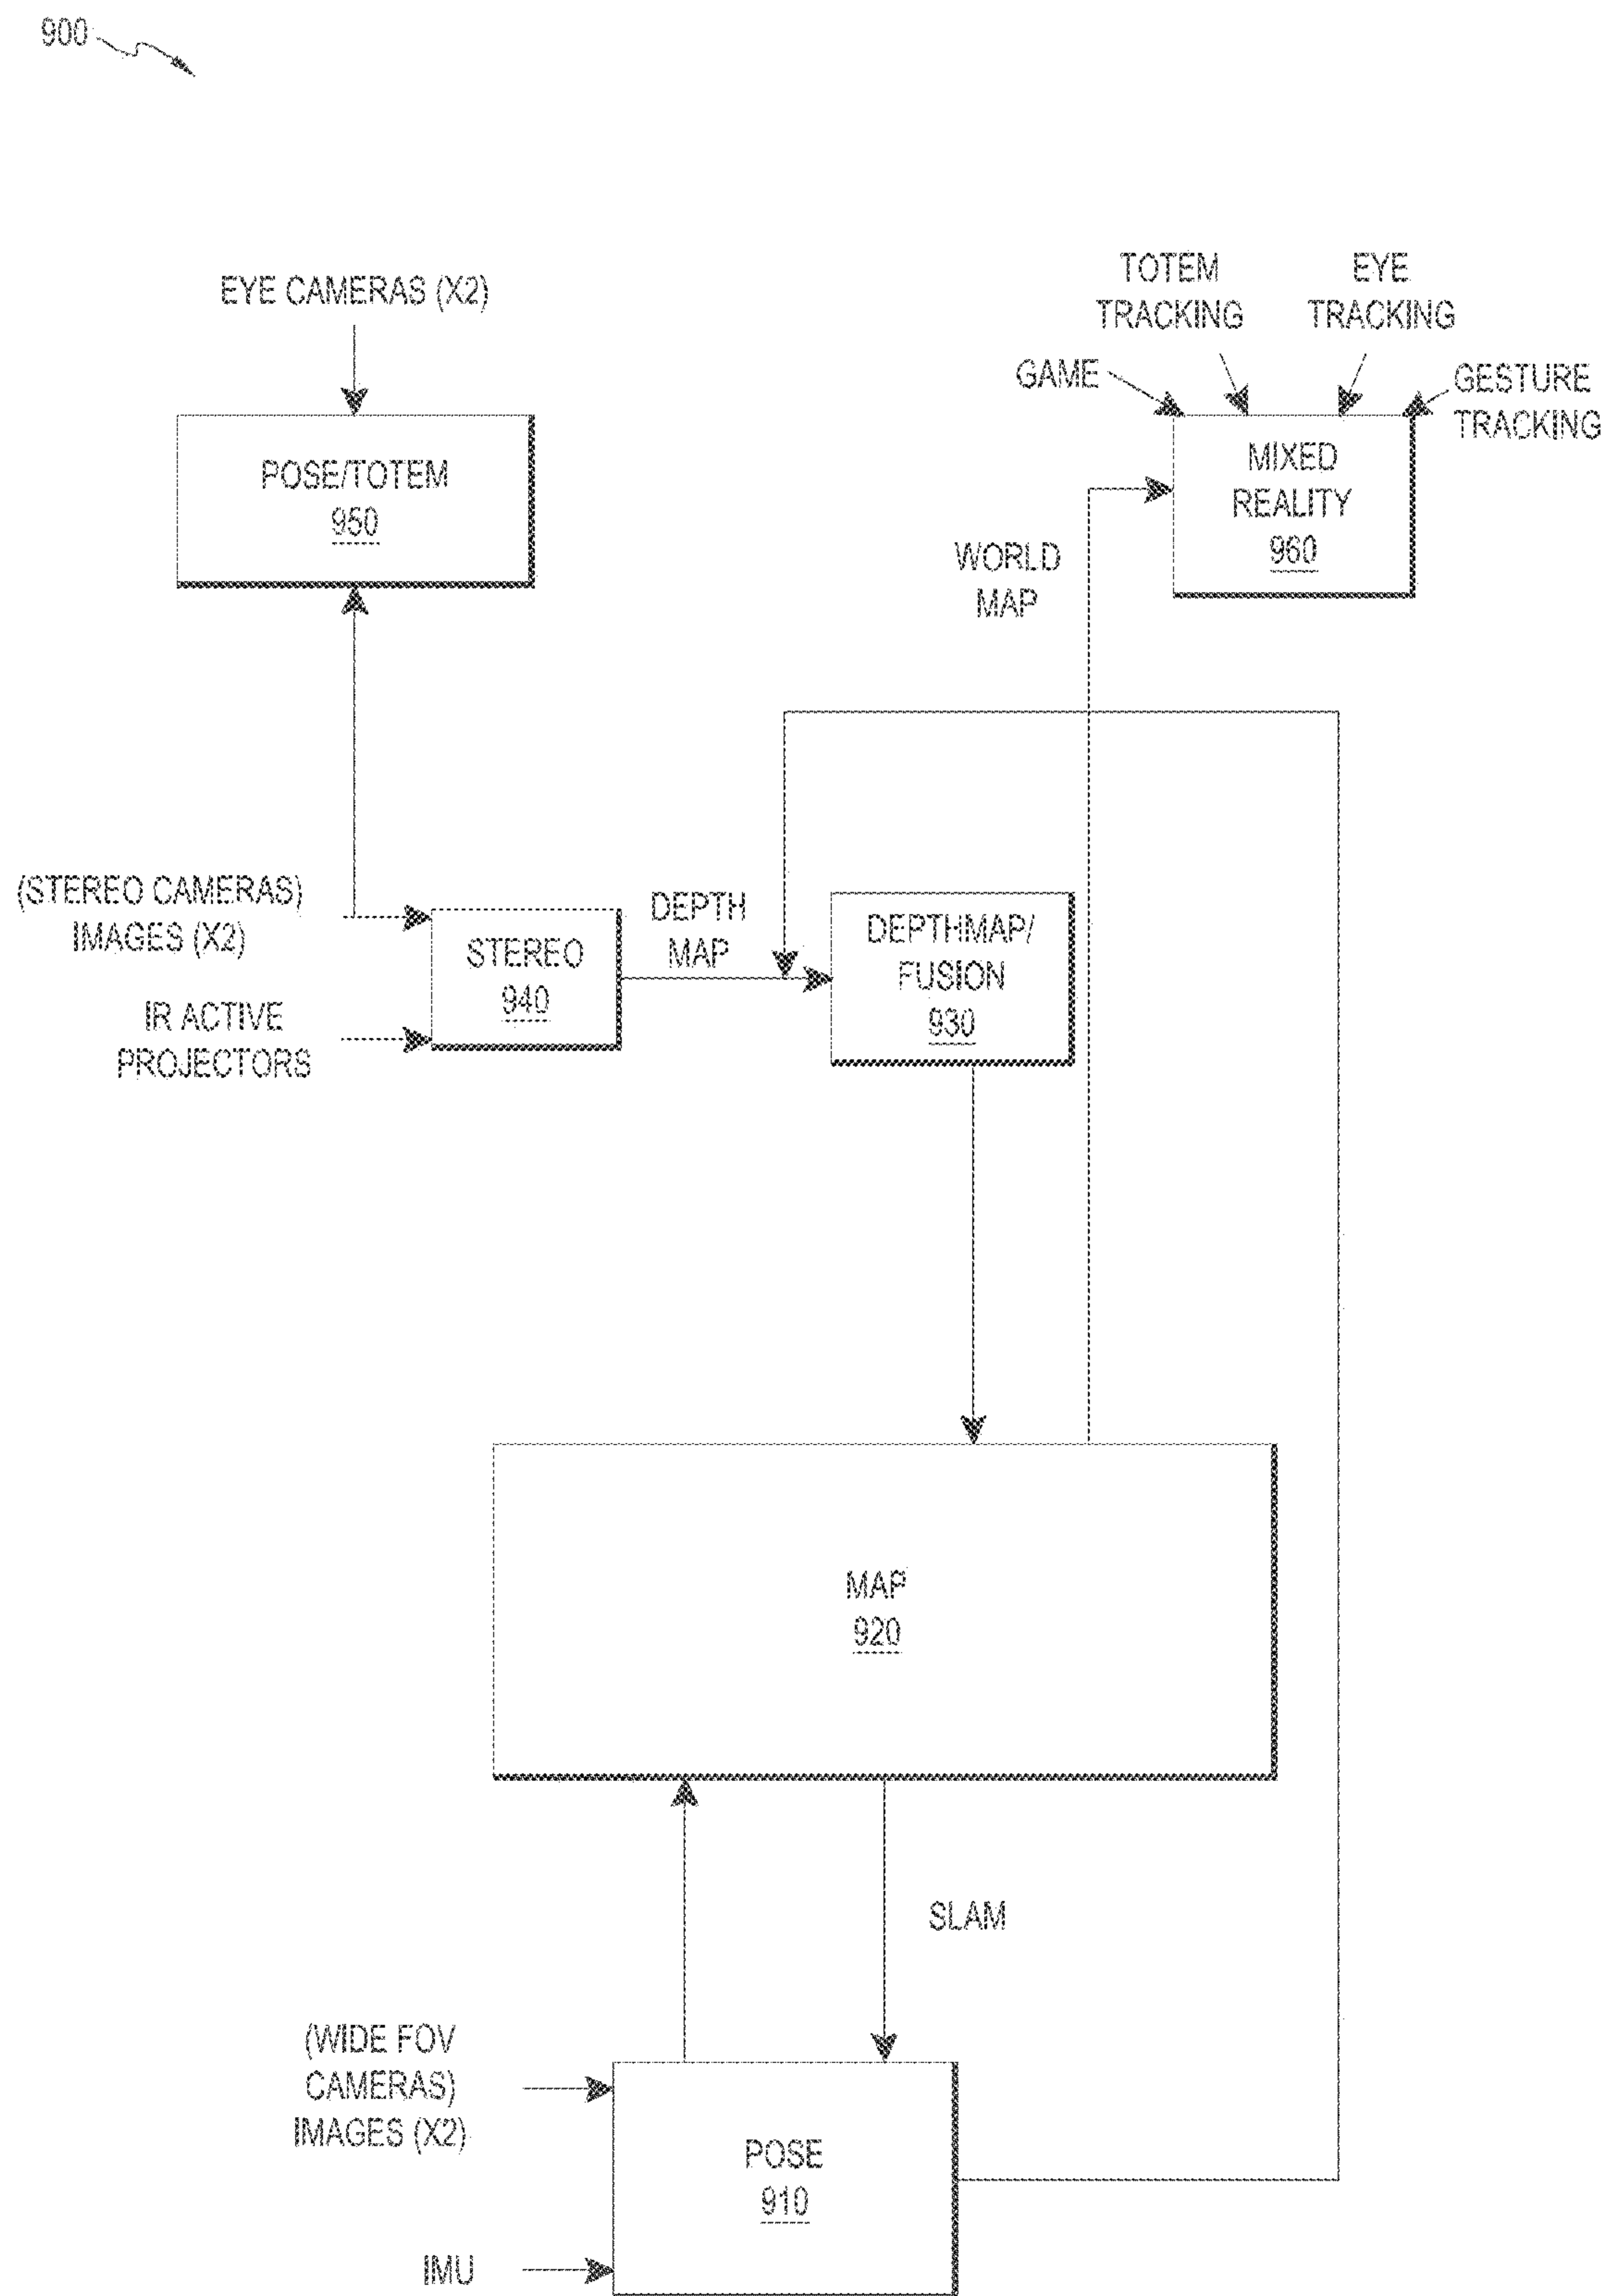 900
EYE CAMERAS (X2)
POSE/TOTEM
950
TOTEM
TRACKING
EYE
TRACKING
GAME
GESTURE
TRACKING
MIXED
REALITY
960
WORLD
MAP
(STEREO CAMERAS)
IMAGES (X2)
IR ACTIVE
PROJECTORS
STEREO
940
DEPTH
MAP
DEPTHMAP/
FUSION
930
MAP
920
SLAM
(WIDE FOV
CAMERAS)
IMAGES (X2)
IMU
POSE
910